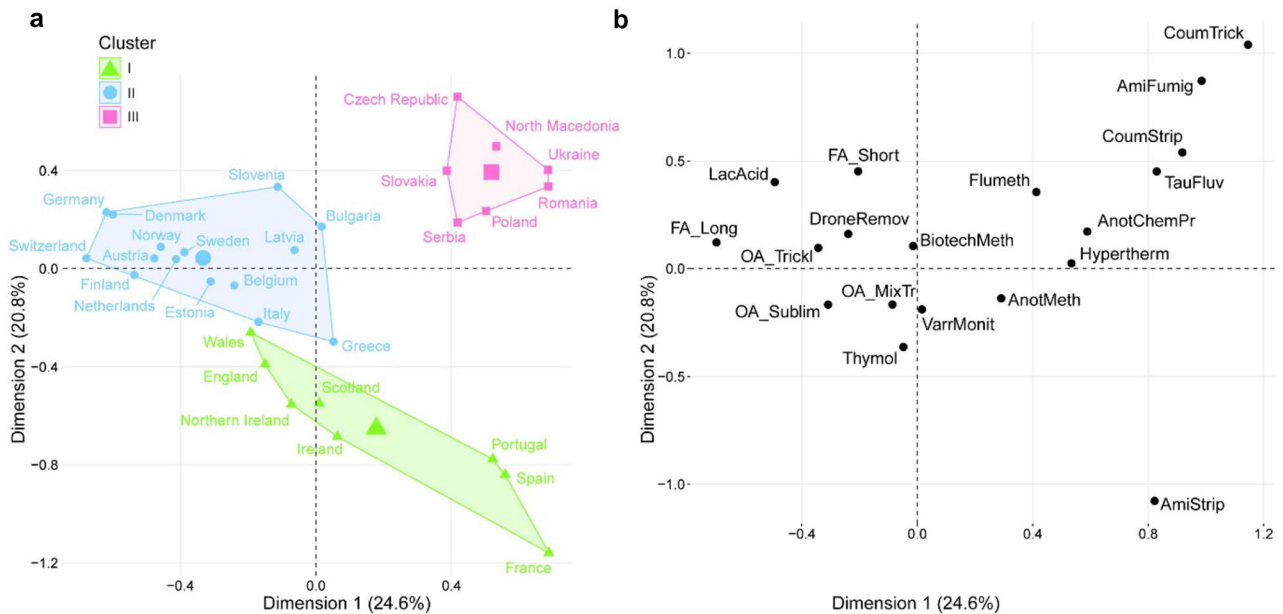 a
Cluster
I
II
III
Czech Republic
North Macedonia
Ukraine
Slovakia
Romania
Poland
Serbia
Slovenia
Germany
Denmark
Bulgaria
Norway
Sweden
Latvia
Switzerland
Austria
Finland
Belgium
Netherlands
Estonia
Italy
Greece
Wales
England
Scotland
Northern Ireland
Ireland
Portugal
Spain
France
0.4
0.0
−0.4
−0.8
−1.2
−0.4
0.0
0.4
Dimension 2 (20.8%)
Dimension 1 (24.6%)
b
CoumTrick
AmiFumig
CoumStrip
FA_Short
TauFluv
LacAcid
Flumeth
DroneRemov
AnotChemPr
FA_Long
BiotechMeth
OA_Trickl
Hypertherm
OA_MixTr
AnotMeth
OA_Sublim
VarrMonit
Thymol
AmiStrip
1.0
0.5
0.0
−0.5
−1.0
−0.4
0.0
0.4
0.8
1.2
Dimension 2 (20.8%)
Dimension 1 (24.6%)